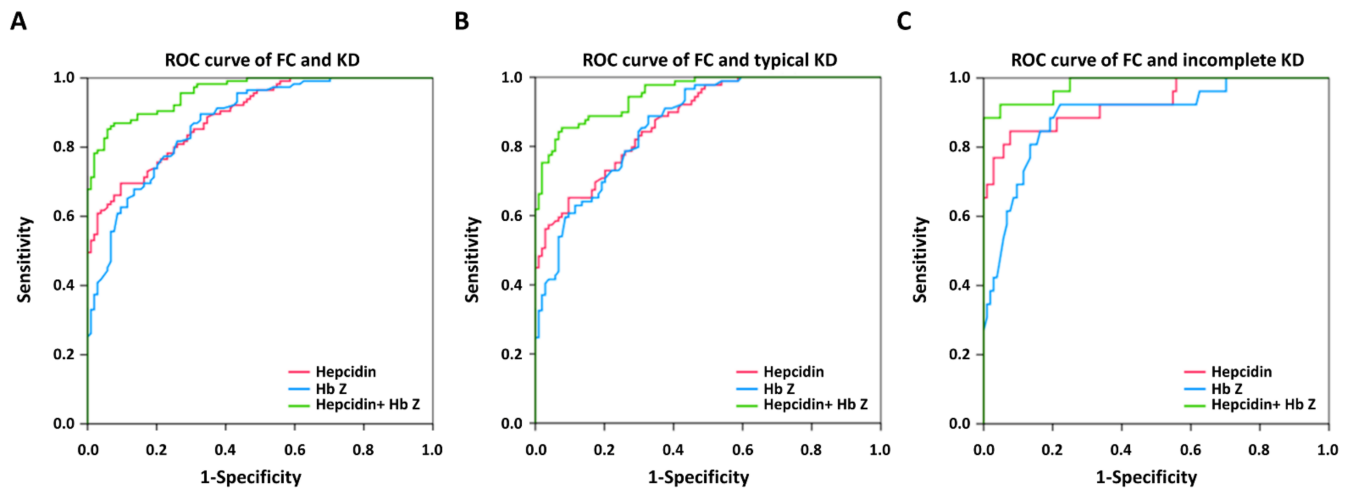 A
ROC curve of FC and KD
1.0
0.8
0.6
0.4
0.2
0.0
Sensitivity
Hepcidin
Hb Z
Hepcidin+ Hb Z
0.0 0.2 0.4 0.6 0.8 1.0
1-Specificity
B
ROC curve of FC and typical KD
1.0
0.8
0.6
0.4
0.2
0.0
Sensitivity
Hepcidin
Hb Z
Hepcidin+ Hb Z
0.0 0.2 0.4 0.6 0.8 1.0
1-Specificity
C
ROC curve of FC and incomplete KD
1.0
0.8
0.6
0.4
0.2
0.0
Sensitivity
Hepcidin
Hb Z
Hepcidin+ Hb Z
0.0 0.2 0.4 0.6 0.8 1.0
1-Specificity